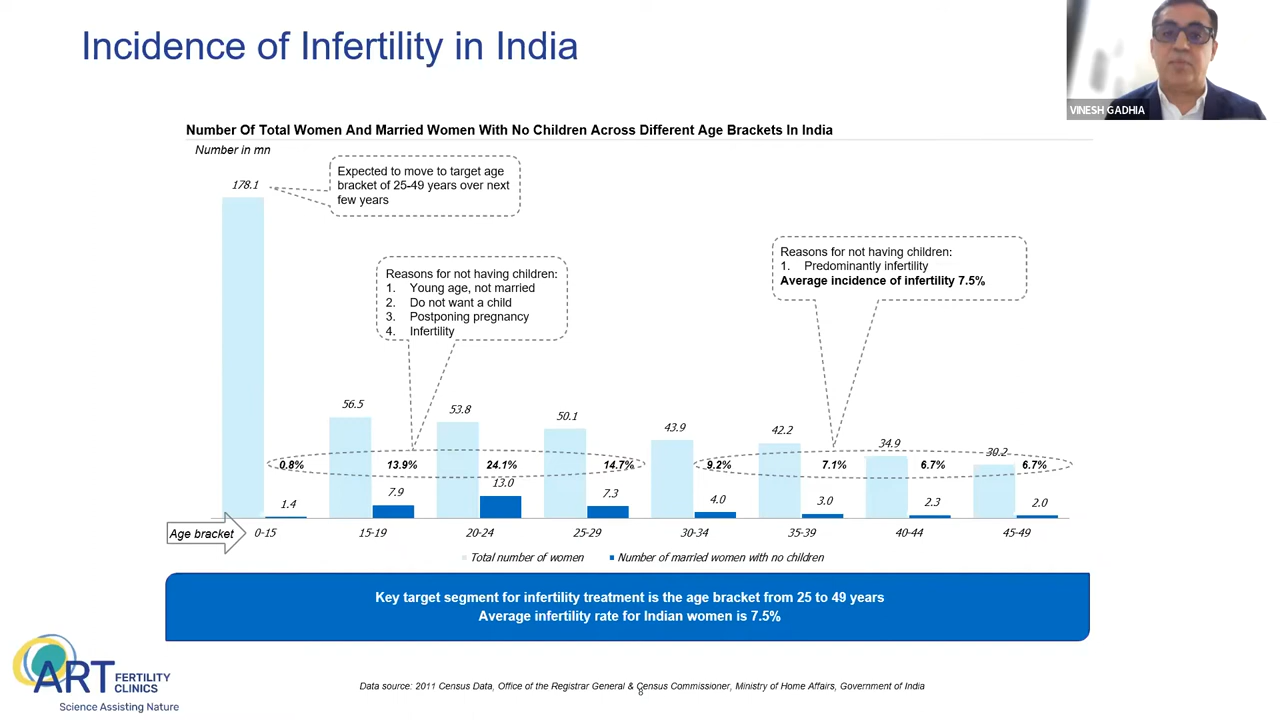 Incidence of Infertility in India
VINESH GADHIA
Number Of Total Women And Married Women With No Children Across Different Age Brackets In India
Number in mn
178.1
Expected to move to target age
bracket of 25-49 years over next
few years
Reasons for not having children:
1. Young age, not married
2. Do not want a child
3. Postponing pregnancy
4. Infertility
Reasons for not having children:
1. Predominantly infertility
Average incidence of infertility 7.5%
56.5
53.8
50.1
43.9
42.2
34.9
30.2
0.8%
13.9%
24.1%
14.7%
9.2%
7.1%
6.7%
6.7%
1.4
7.9
13.0
7.3
4.0
3.0
2.3
2.0
Age bracket
0-15
15-19
20-24
25-29
30-34
35-39
40-44
45-49
Total number of women
Number of married women with no children
Key target segment for infertility treatment is the age bracket from 25 to 49 years
Average infertility rate for Indian women is 7.5%
ART FERTILITY
CLINICS
Science Assisting Nature
Data source: 2011 Census Data, Office of the Registrar General & Census Commissioner, Ministry of Home Affairs, Government of India
8